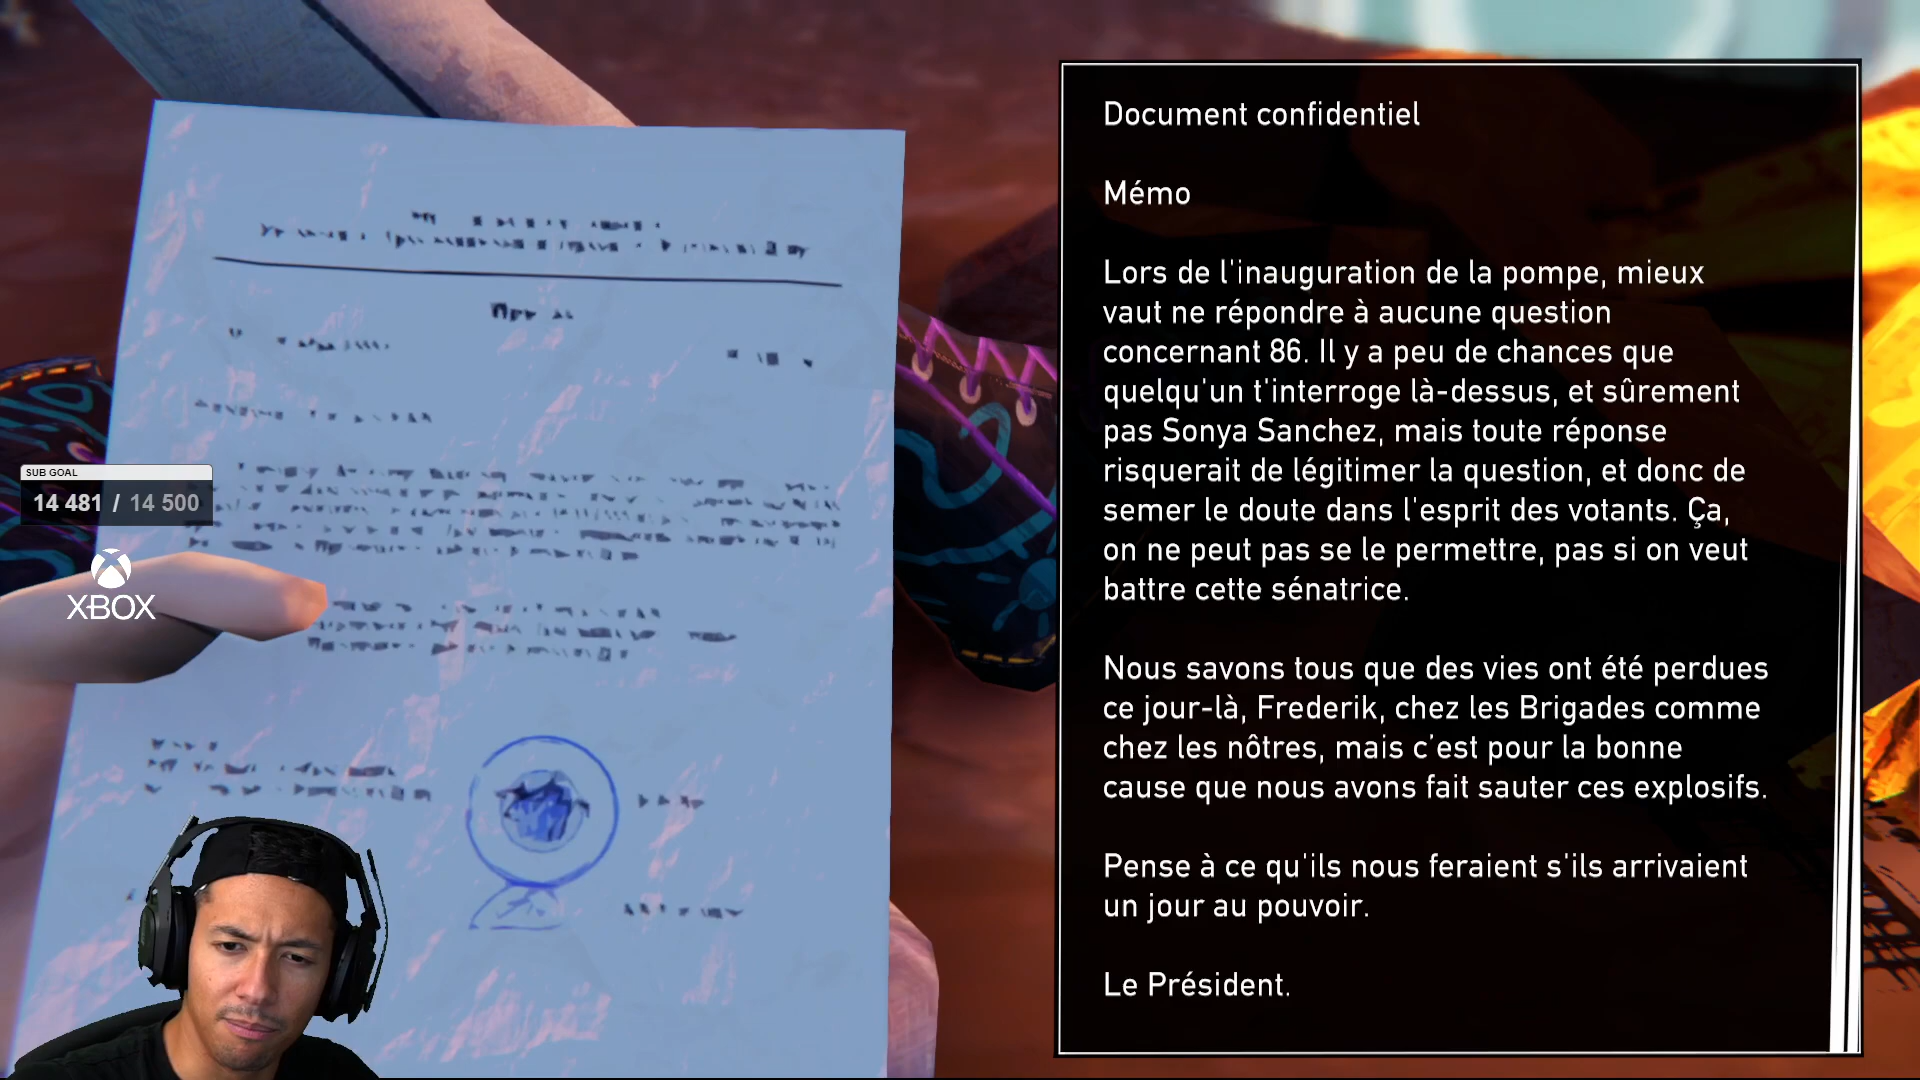 Document confidentiel
Mémo
Lors de l'inauguration de la pompe, mieux
vaut ne répondre à aucune question
concernant 86. Il y a peu de chances que
quelqu'un t'interroge là-dessus, et sûrement
pas Sonya Sanchez, mais toute réponse
risquerait de légitimer la question, et donc de
semer le doute dans l'esprit des votants. Ça,
on ne peut pas se le permettre, pas si on veut
battre cette sénatrice.
Nous savons tous que des vies ont été perdues
ce jour-là, Frederik, chez les Brigades comme
chez les nôtres, mais c’est pour la bonne
cause que nous avons fait sauter ces explosifs.
Pense à ce qu'ils nous feraient s'ils arrivaient
un jour au pouvoir.
Le Président.
SUB GOAL
14 481 / 14 500
XBOX